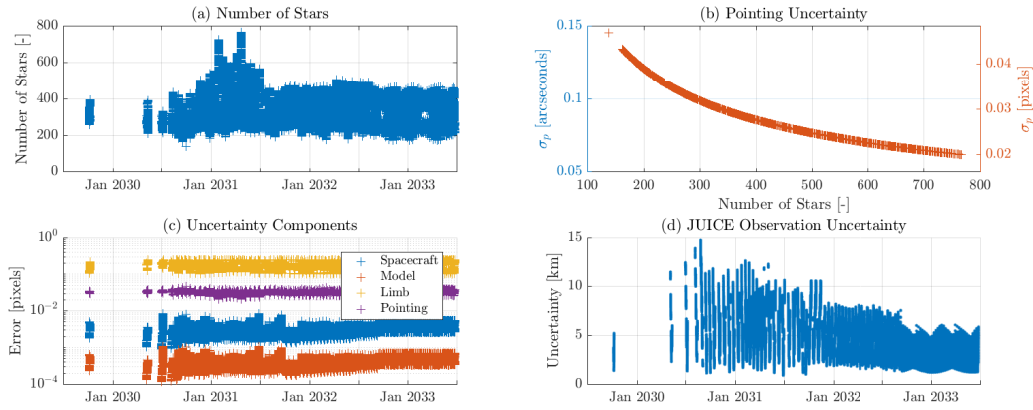 (a) Number of Stars
Number of Stars [-]
800
600
400
200
0
Jan 2030
Jan 2031
Jan 2032
Jan 2033
(b) Pointing Uncertainty
σp [arcseconds]
0.15
0.1
0.05
σp [pixels]
0.04
0.03
0.02
100
200
300
400
500
600
700
800
Number of Stars [-]
(c) Uncertainty Components
Error [pixels]
10^0
10^-2
10^-4
Spacecraft
Model
Limb
Pointing
Jan 2030
Jan 2031
Jan 2032
Jan 2033
(d) JUICE Observation Uncertainty
Uncertainty [km]
15
10
5
0
Jan 2030
Jan 2031
Jan 2032
Jan 2033